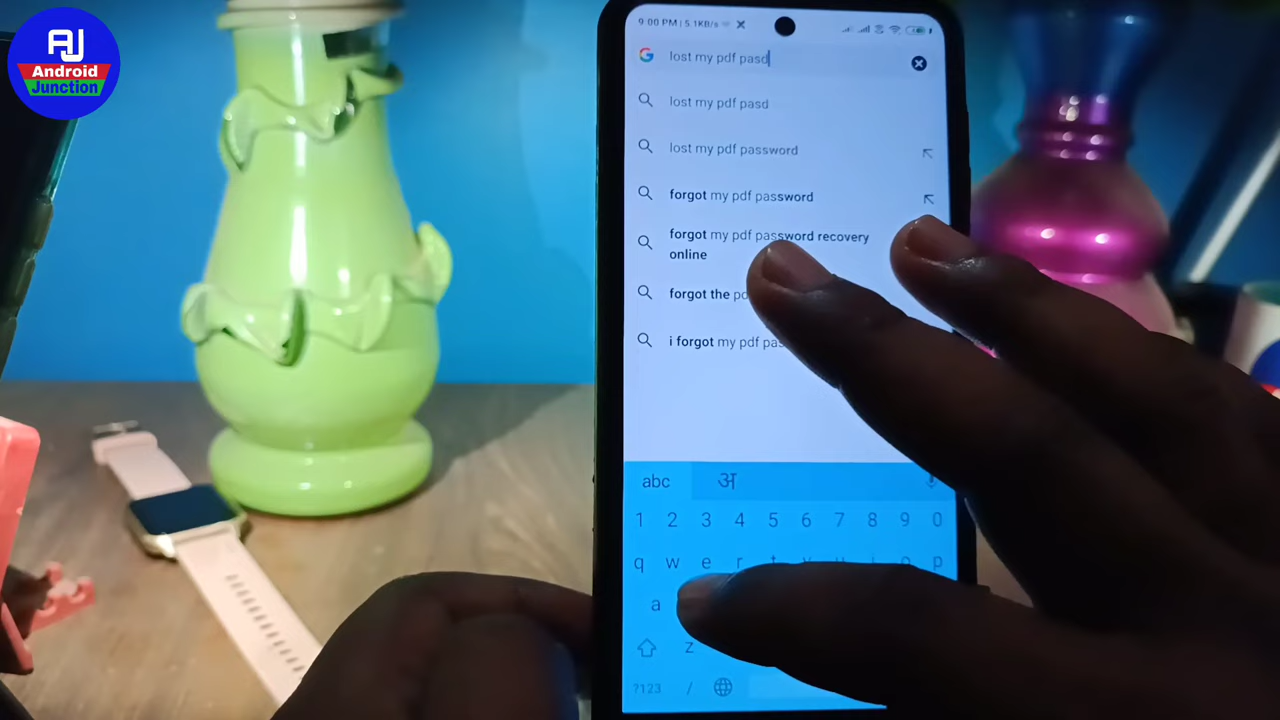 AJ
Android
Junction
9:00 PM | 5.1KB/s
lost my pdf pasd
lost my pdf pasd
lost my pdf password
forgot my pdf password
forgot my pdf password recovery
online
forgot the
i forgot my pdf
abc अ
1 2 3 4 5 6 7 8 9 0
q w e r t y u i o p
a
z
?123 /